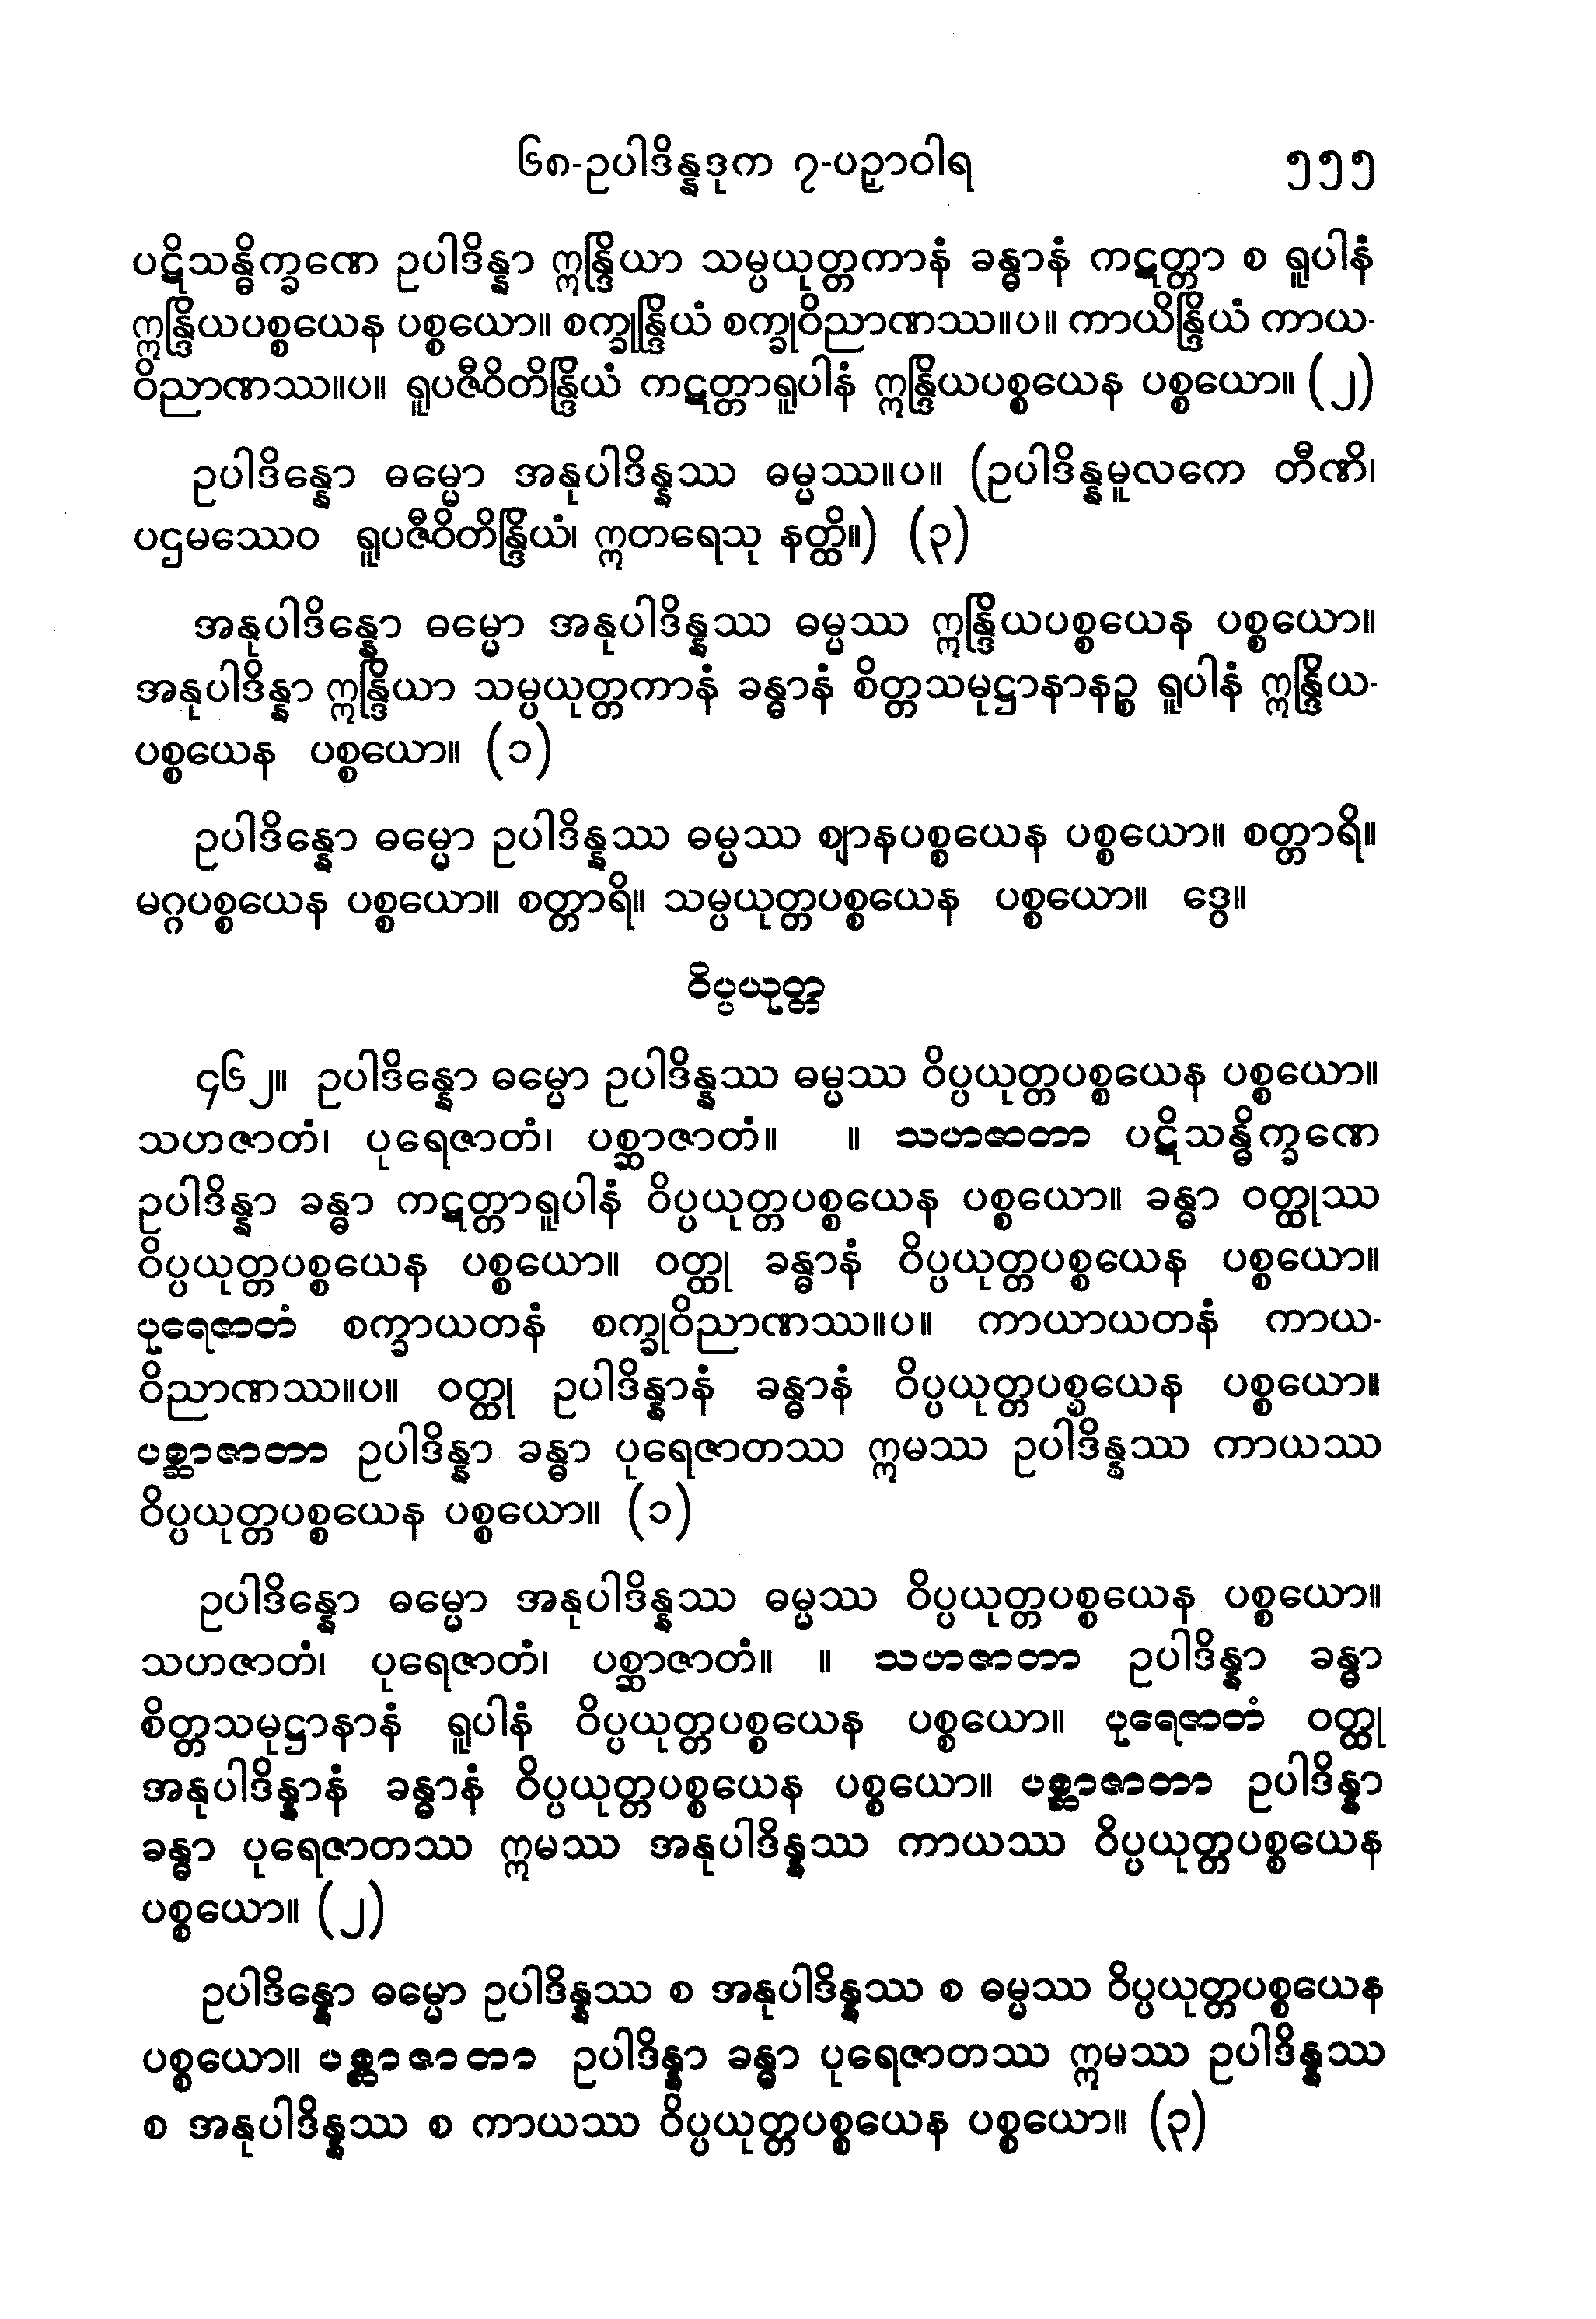 ၆၈-ဥပါဒိန္နဒုက ၇-ပဉှာဝါရ ၅၅၅
ပဋိသန္ဓိက္ခဏေ ဥပါဒိန္နာ ဣန္ဒြိယာ သမ္ပယုတ္တကာနံ ခန္ဓာနံ ကဋတ္တာ စ ရူပါနံ
ဣန္ဒြိယပစ္စယေန ပစ္စယော။ စက္ခုန္ဒြိယံ စက္ခုဝိညာဏဿ။ပ။ ကာယိန္ဒြိယံ ကာယ-
ဝိညာဏဿ။ပ။ ရူပဇီဝိတိန္ဒြိယံ ကဋတ္တာရူပါနံ ဣန္ဒြိယပစ္စယေန ပစ္စယော။ (၂)
ဥပါဒိန္နော ဓမ္မော အနုပါဒိန္နဿ ဓမ္မဿ။ပ။ (ဥပါဒိန္နမူလကေ တီဏိ၊
ပဌမဿေဝ ရူပဇီဝိတိန္ဒြိယံ၊ ဣတရေသု နတ္ထိ။) (၃)
အနုပါဒိန္နော ဓမ္မော အနုပါဒိန္နဿ ဓမ္မဿ ဣန္ဒြိယပစ္စယေန ပစ္စယော။
အနုပါဒိန္နာ ဣန္ဒြိယာ သမ္ပယုတ္တကာနံ ခန္ဓာနံ စိတ္တသမုဋ္ဌာနာနဉ္စ ရူပါနံ ဣန္ဒြိယ-
ပစ္စယေန ပစ္စယော။ (၁)
ဥပါဒိန္နော ဓမ္မော ဥပါဒိန္နဿ ဓမ္မဿ ဈာနပစ္စယေန ပစ္စယော။ စတ္တာရိ။
မဂ္ဂပစ္စယေန ပစ္စယော။ စတ္တာရိ။ သမ္ပယုတ္တပစ္စယေန ပစ္စယော။ ဒွေ။
ဝိပ္ပယုတ္တ
၄၆၂။ ဥပါဒိန္နော ဓမ္မော ဥပါဒိန္နဿ ဓမ္မဿ ဝိပ္ပယုတ္တပစ္စယေန ပစ္စယော။
သဟဇာတံ၊ ပုရေဇာတံ၊ ပစ္ဆာဇာတံ။ ။ သဟဇာတာ ပဋိသန္ဓိက္ခဏေ
ဥပါဒိန္နာ ခန္ဓာ ကဋတ္တာရူပါနံ ဝိပ္ပယုတ္တပစ္စယေန ပစ္စယော။ ခန္ဓာ ဝတ္ထုဿ
ဝိပ္ပယုတ္တပစ္စယေန ပစ္စယော။ ဝတ္ထု ခန္ဓာနံ ဝိပ္ပယုတ္တပစ္စယေန ပစ္စယော။
ပုရေဇာတံ စက္ခာယတနံ စက္ခုဝိညာဏဿ။ပ။ ကာယာယတနံ ကာယ-
ဝိညာဏဿ။ပ။ ဝတ္ထု ဥပါဒိန္နာနံ ခန္ဓာနံ ဝိပ္ပယုတ္တပစ္စယေန ပစ္စယော။
ပစ္ဆာဇာတာ ဥပါဒိန္နာ ခန္ဓာ ပုရေဇာတဿ ဣမဿ ဥပါဒိန္နဿ ကာယဿ
ဝိပ္ပယုတ္တပစ္စယေန ပစ္စယော။ (၁)
ဥပါဒိန္နော ဓမ္မော အနုပါဒိန္နဿ ဓမ္မဿ ဝိပ္ပယုတ္တပစ္စယေန ပစ္စယော။
သဟဇာတံ၊ ပုရေဇာတံ၊ ပစ္ဆာဇာတံ။ ။ သဟဇာတာ ဥပါဒိန္နာ ခန္ဓာ
စိတ္တသမုဋ္ဌာနာနံ ရူပါနံ ဝိပ္ပယုတ္တပစ္စယေန ပစ္စယော။ ပုရေဇာတံ ဝတ္ထု
အနုပါဒိန္နာနံ ခန္ဓာနံ ဝိပ္ပယုတ္တပစ္စယေန ပစ္စယော။ ပစ္ဆာဇာတာ ဥပါဒိန္နာ
ခန္ဓာ ပုရေဇာတဿ ဣမဿ အနုပါဒိန္နဿ ကာယဿ ဝိပ္ပယုတ္တပစ္စယေန
ပစ္စယော။ (၂)
ဥပါဒိန္နော ဓမ္မော ဥပါဒိန္နဿ စ အနုပါဒိန္နဿ စ ဓမ္မဿ ဝိပ္ပယုတ္တပစ္စယေန
ပစ္စယော။ ပစ္ဆာဇာတာ ဥပါဒိန္နာ ခန္ဓာ ပုရေဇာတဿ ဣမဿ ဥပါဒိန္နဿ
စ အနုပါဒိန္နဿ စ ကာယဿ ဝိပ္ပယုတ္တပစ္စယေန ပစ္စယော။ (၃)